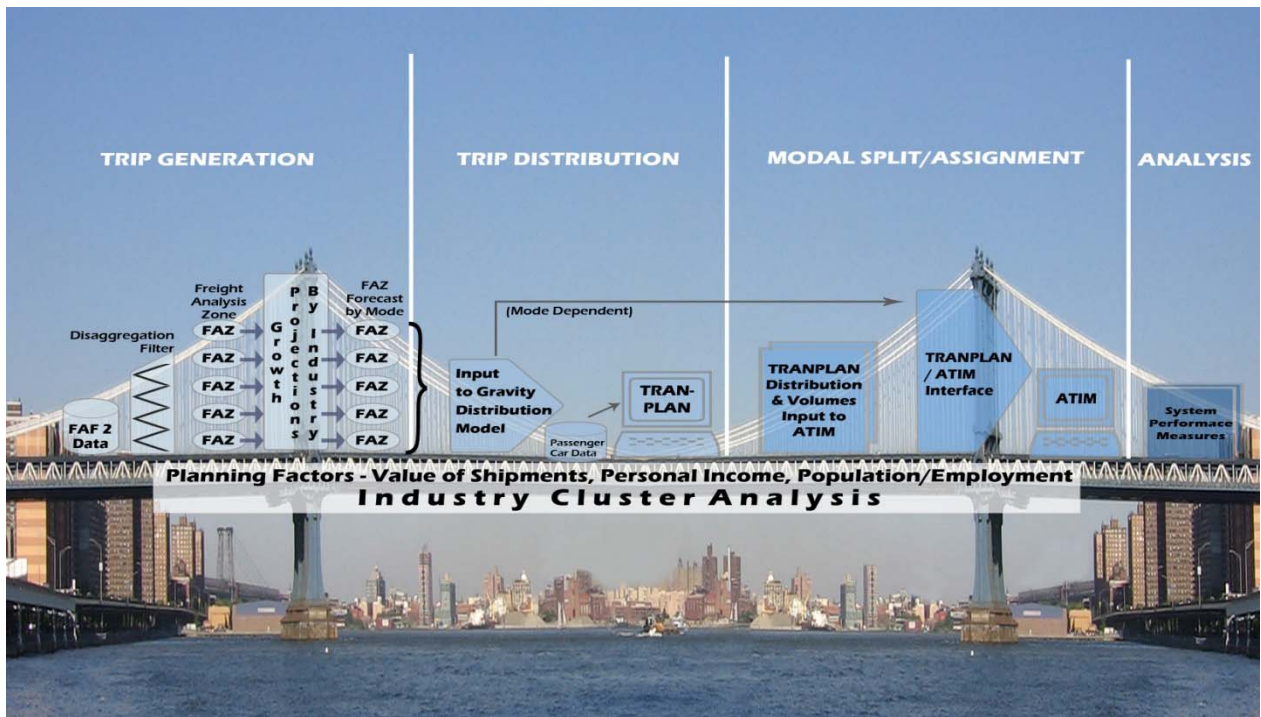 TRIP GENERATION
TRIP DISTRIBUTION
MODAL SPLIT/ASSIGNMENT
ANALYSIS
FAF 2
Data
Disaggregation
Filter
Freight
Analysis
Zone
FAZ
FAZ
FAZ
FAZ
FAZ
Growth
Projections
By Industry
FAZ
Forecast
by Mode
FAZ
FAZ
FAZ
FAZ
FAZ
(Mode Dependent)
Input
to Gravity
Distribution
Model
Passenger
Car Data
TRAN-
PLAN
TRANPLAN
Distribution
& Volumes
Input to
ATIM
TRANPLAN
/ ATIM
Interface
ATIM
System
Performace
Measures
Planning Factors - Value of Shipments, Personal Income, Population/Employment
Industry Cluster Analysis